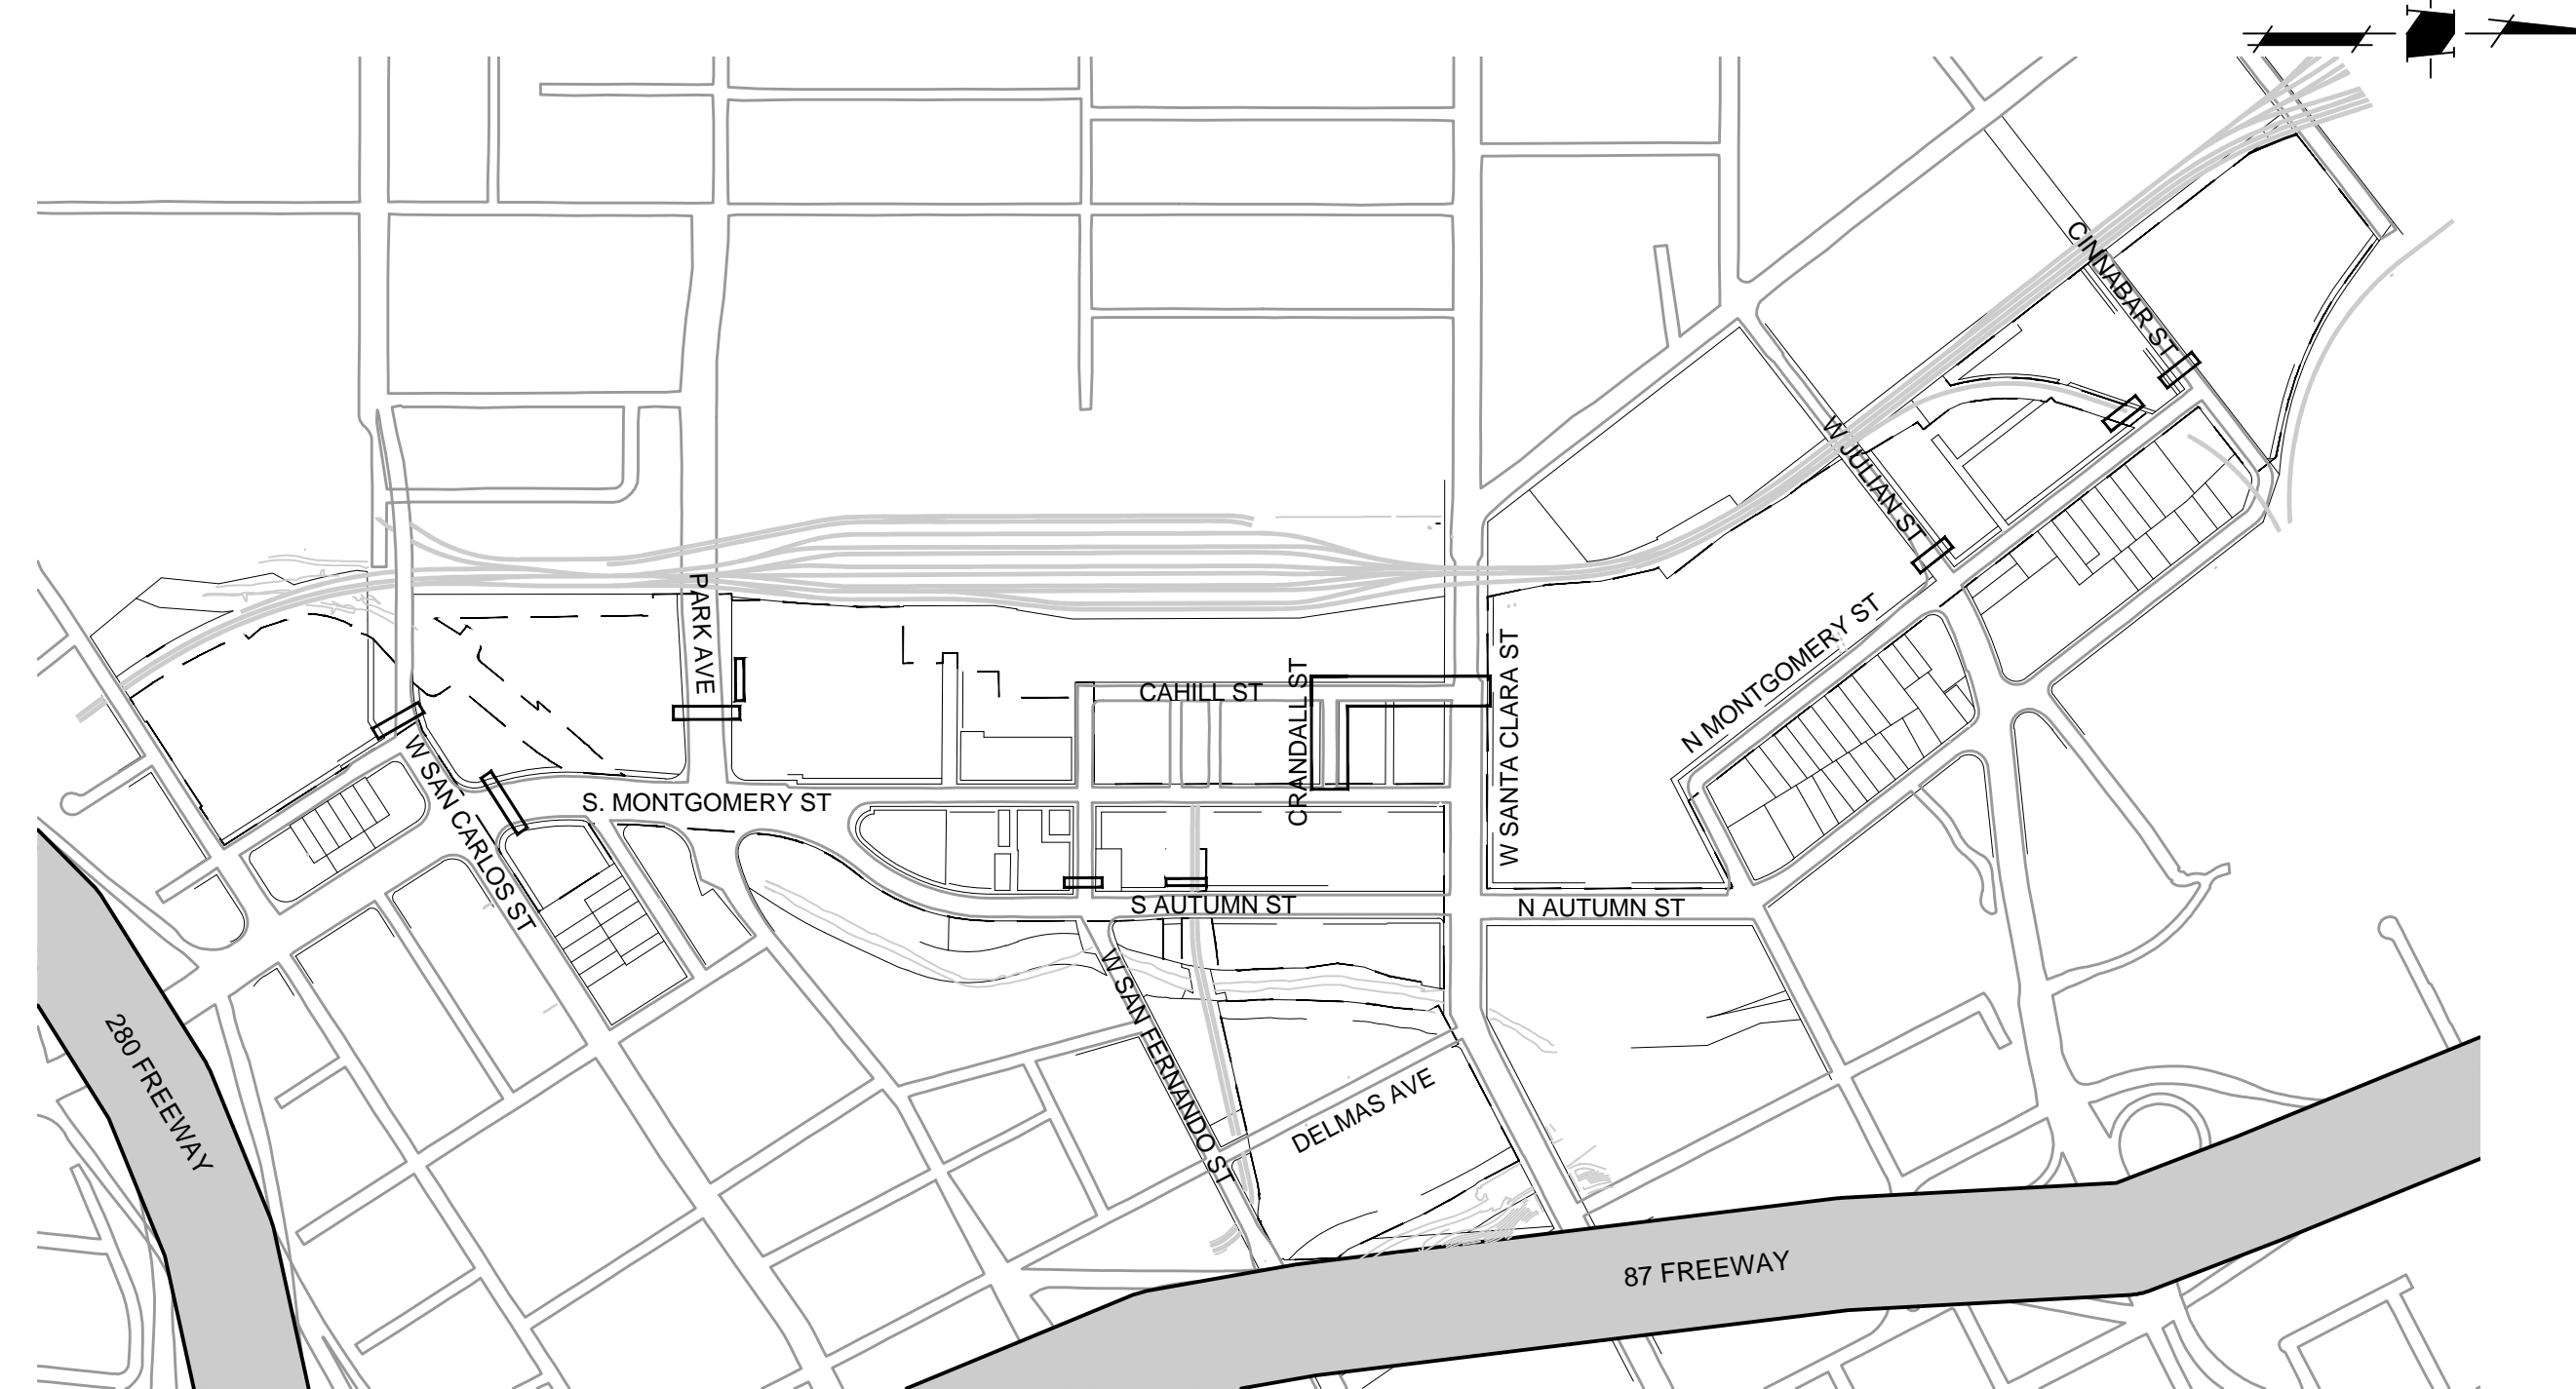 CINNABAR ST
W JULIAN ST
PARK AVE
N MONTGOMERY ST
CAHILL ST
CRANDALL ST
W SANTA CLARA ST
W SAN CARLOS ST
S. MONTGOMERY ST
S AUTUMN ST
N AUTUMN ST
W SAN FERNANDO ST
280 FREEWAY
DELMAS AVE
87 FREEWAY